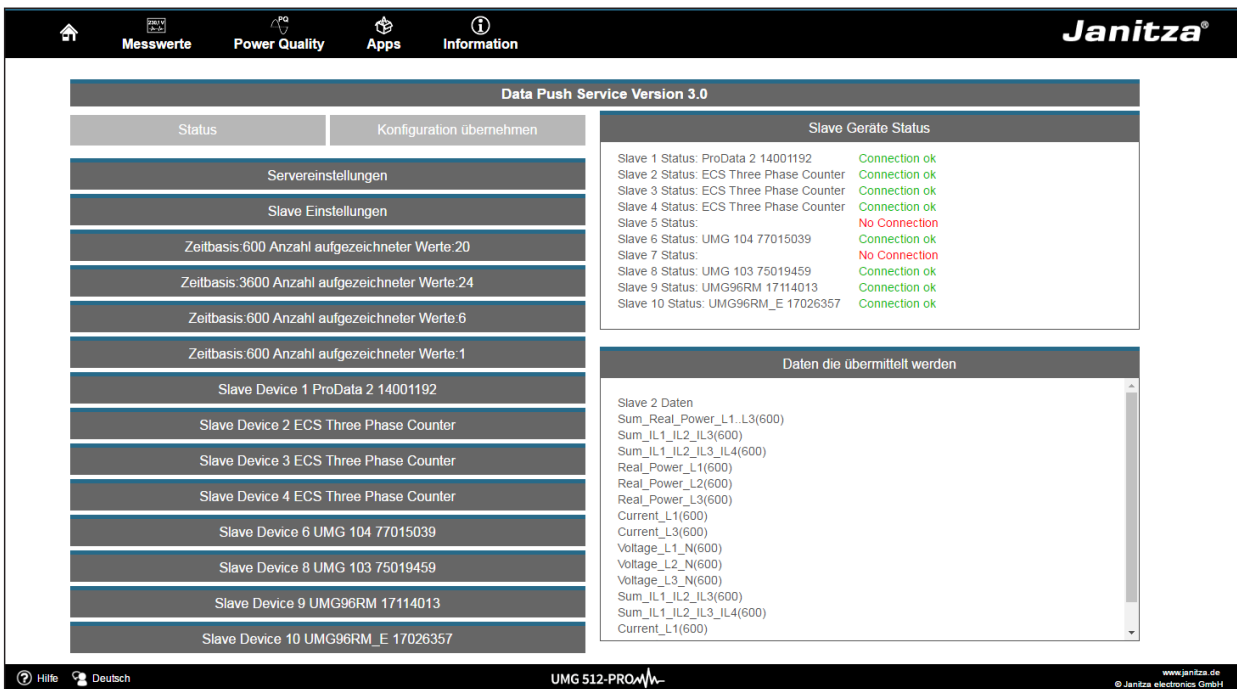 230,1 V
PQ
Messwerte
Power Quality
Apps
Information
Janitza®
Data Push Service Version 3.0
Status
Konfiguration übernehmen
Servereinstellungen
Slave Einstellungen
Zeitbasis:600 Anzahl aufgezeichneter Werte:20
Zeitbasis:3600 Anzahl aufgezeichneter Werte:24
Zeitbasis:600 Anzahl aufgezeichneter Werte:6
Zeitbasis:600 Anzahl aufgezeichneter Werte:1
Slave Device 1 ProData 2 14001192
Slave Device 2 ECS Three Phase Counter
Slave Device 3 ECS Three Phase Counter
Slave Device 4 ECS Three Phase Counter
Slave Device 6 UMG 104 77015039
Slave Device 8 UMG 103 75019459
Slave Device 9 UMG96RM 17114013
Slave Device 10 UMG96RM_E 17026357
Slave Geräte Status
Slave 1 Status: ProData 2 14001192 Connection ok
Slave 2 Status: ECS Three Phase Counter Connection ok
Slave 3 Status: ECS Three Phase Counter Connection ok
Slave 4 Status: ECS Three Phase Counter Connection ok
Slave 5 Status: No Connection
Slave 6 Status: UMG 104 77015039 Connection ok
Slave 7 Status: No Connection
Slave 8 Status: UMG 103 75019459 Connection ok
Slave 9 Status: UMG96RM 17114013 Connection ok
Slave 10 Status: UMG96RM_E 17026357 Connection ok
Daten die übermittelt werden
Slave 2 Daten
Sum_Real_Power_L1..L3(600)
Sum_IL1_IL2_IL3(600)
Sum_IL1_IL2_IL3_IL4(600)
Real_Power_L1(600)
Real_Power_L2(600)
Real_Power_L3(600)
Current_L1(600)
Current_L3(600)
Voltage_L1_N(600)
Voltage_L2_N(600)
Voltage_L3_N(600)
Sum_IL1_IL2_IL3(600)
Sum_IL1_IL2_IL3_IL4(600)
Current_L1(600)
? Hilfe
Deutsch
UMG 512-PRO
www.janitza.de
© Janitza electronics GmbH